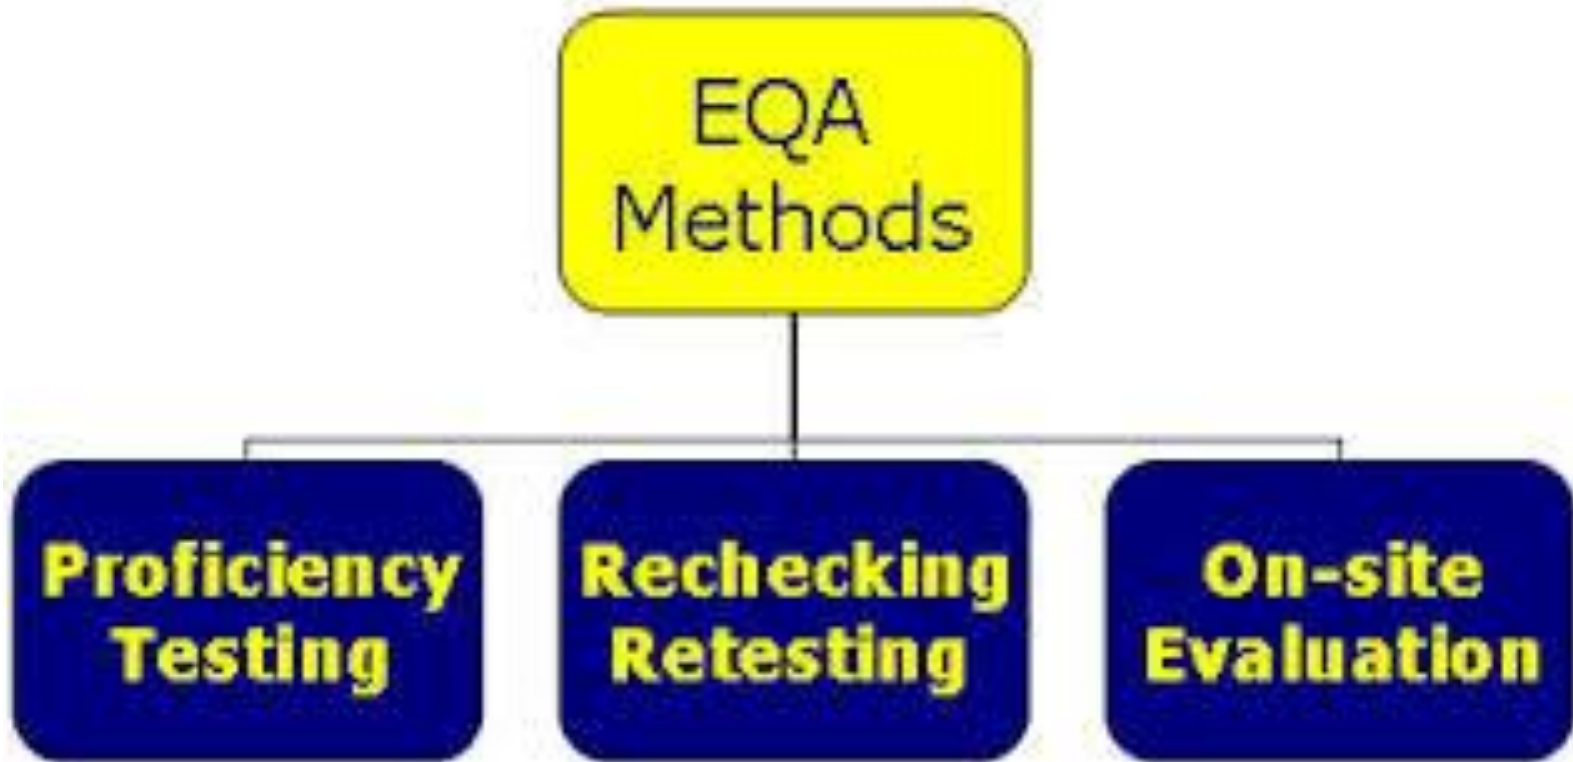 EQA
Methods
Proficiency
Testing
Rechecking
Retesting
On-site
Evaluation